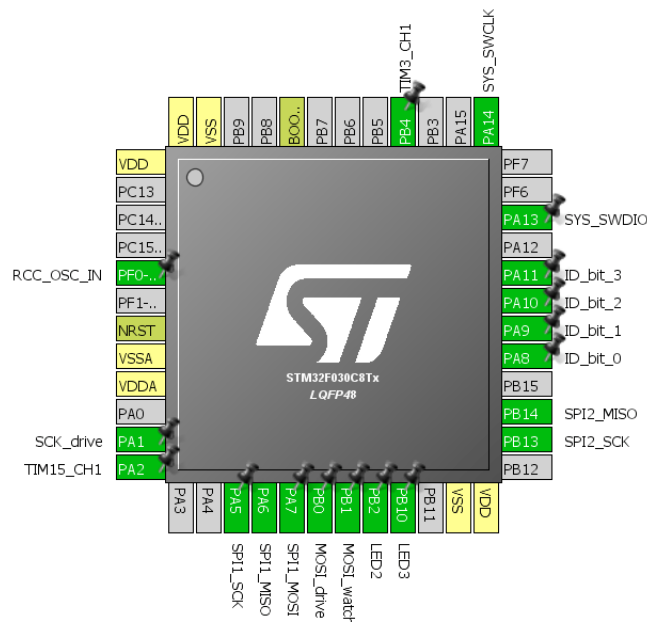 TIM3_CH1
SYS_SWCLK
VDD
VSS
PB9
PB8
BOO..
PB7
PB6
PB5
PB4
PB3
PA15
PA14
VDD
PC13
PC14..
PC15..
RCC_OSC_IN PF0-..
PF1-..
NRST
VSSA
VDDA
PA0
SCK_drive PA1
TIM15_CH1 PA2
STM32F030C8Tx
LQFP48
PF7
PF6
PA13 SYS_SWDIO
PA12
PA11 ID_bit_3
PA10 ID_bit_2
PA9 ID_bit_1
PA8 ID_bit_0
PB15
PB14 SPI2_MISO
PB13 SPI2_SCK
PB12
PA3
PA4
PA5
PA6
PA7
PB0
PB1
PB2
PB10
PB11
VSS
VDD
SPI1_SCK
SPI1_MISO
SPI1_MOSI
MOSI_drive
MOSI_watch
LED2
LED3